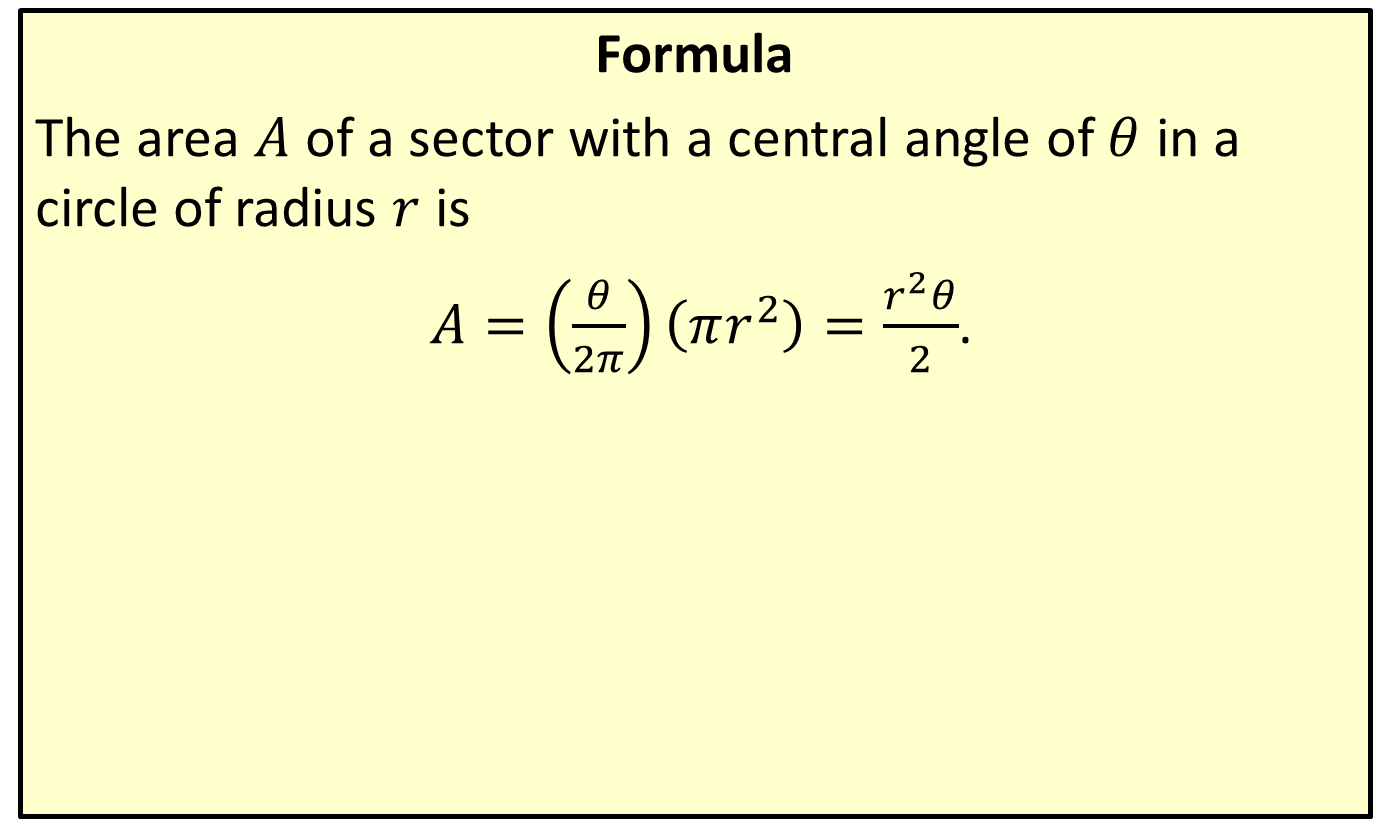 Formula
The area A of a sector with a central angle of θ in a
circle of radius r is
A = (θ/2π) (πr²) = r²θ/2.